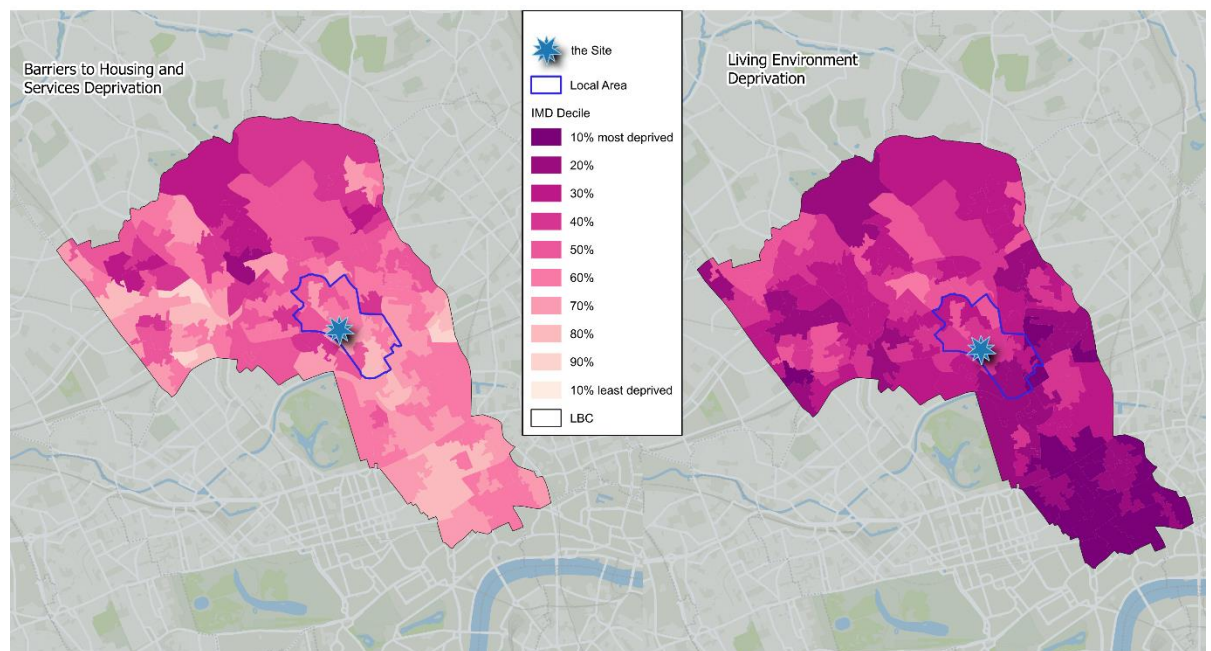 Barriers to Housing and
Services Deprivation
the Site
Local Area
IMD Decile
10% most deprived
20%
30%
40%
50%
60%
70%
80%
90%
10% least deprived
LBC
Living Environment
Deprivation